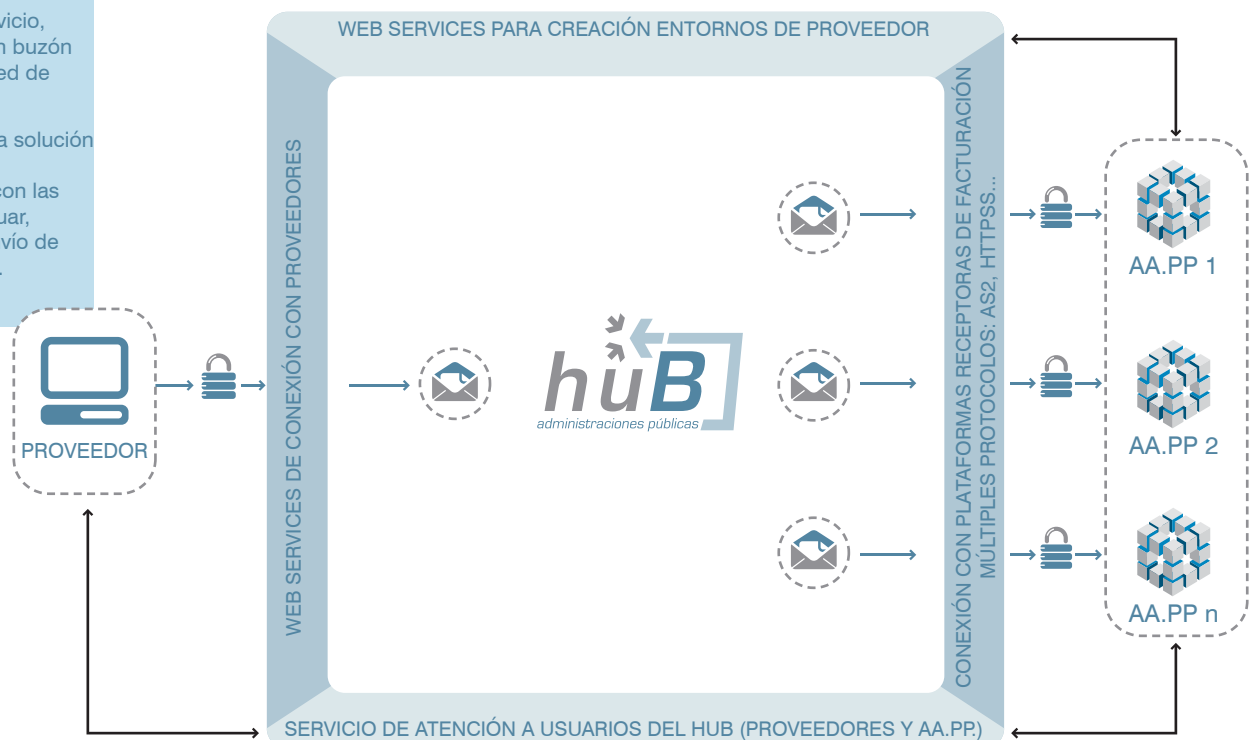 vicio,
n buzón
ed de
a solución
con las
uar,
vío de
.
WEB SERVICES PARA CREACIÓN ENTORNOS DE PROVEEDOR
WEB SERVICES DE CONEXIÓN CON PROVEEDORES
PROVEEDOR
huB
administraciones públicas
CONEXIÓN CON PLATAFORMAS RECEPTORAS DE FACTURACIÓN
MÚLTIPLES PROTOCOLOS: AS2, HTTPSS...
AA.PP 1
AA.PP 2
AA.PP n
SERVICIO DE ATENCIÓN A USUARIOS DEL HUB (PROVEEDORES Y AA.PP.)